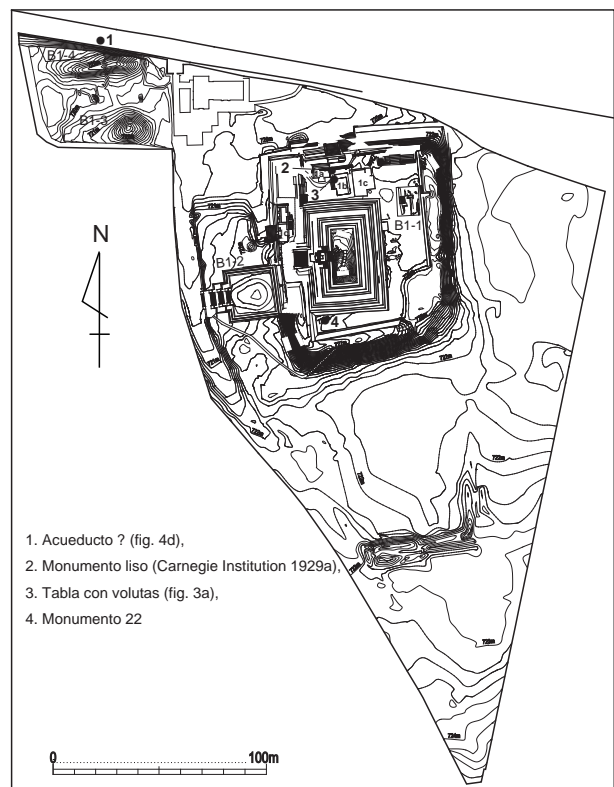 1
B1-4
B1-3
2
1b
1c
3
B1-1
N
B1-2
4
722m
1. Acueducto ? (fig. 4d),
2. Monumento liso (Carnegie Institution 1929a),
3. Tabla con volutas (fig. 3a),
4. Monumento 22
0 100m